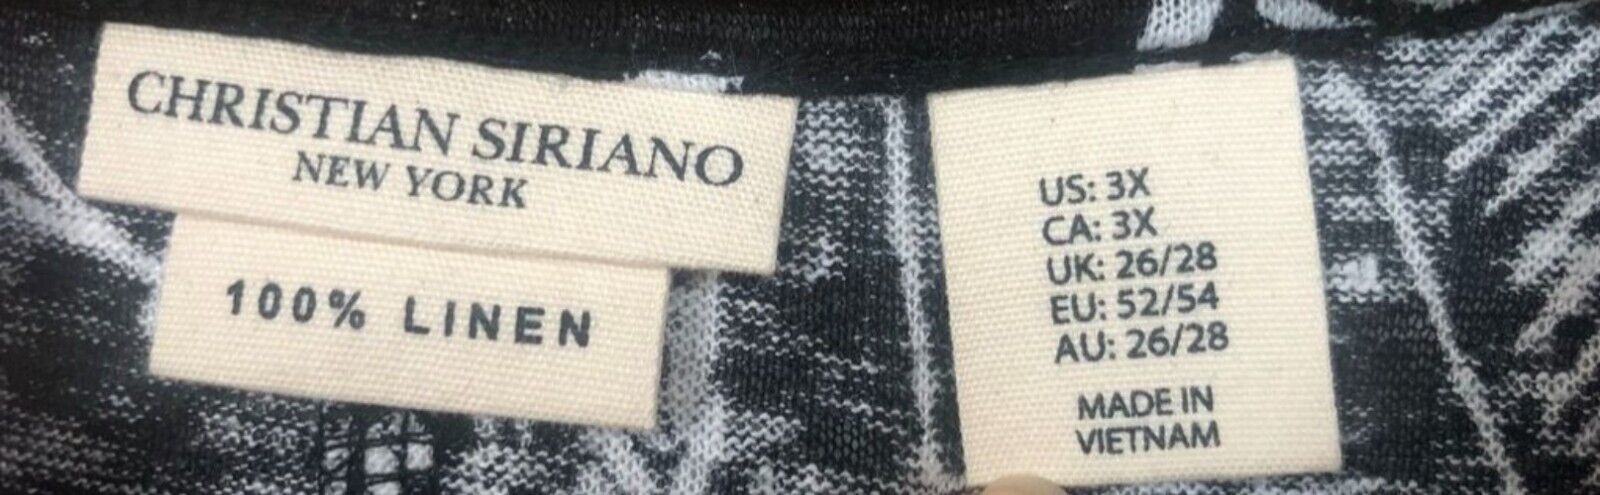 CHRISTIAN SIRIANO
NEW YORK
100% LINEN
US: 3X
CA: 3X
UK: 26/28
EU: 52/54
AU: 26/28
MADE IN
VIETNAM